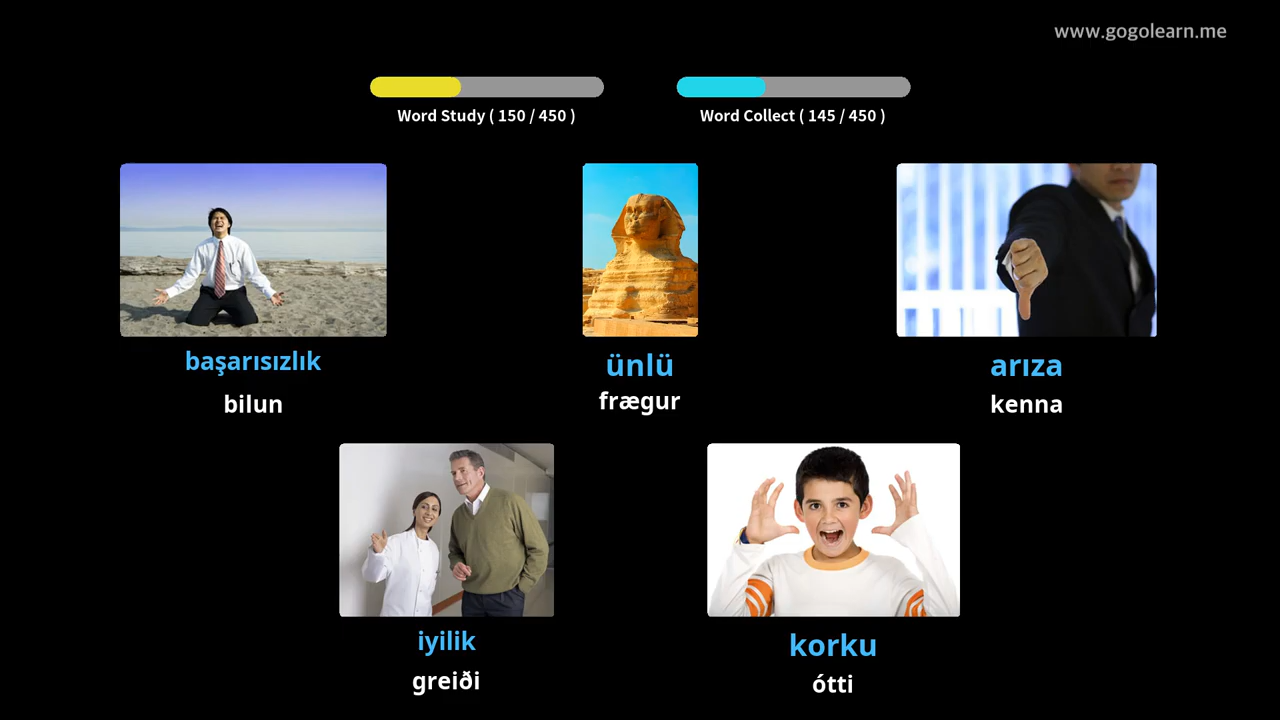 www.gogolearn.me
Word Study ( 150 / 450 )
Word Collect ( 145 / 450 )
başarısızlık
bilun
ünlü
frægur
arıza
kenna
iyilik
greiði
korku
ótti